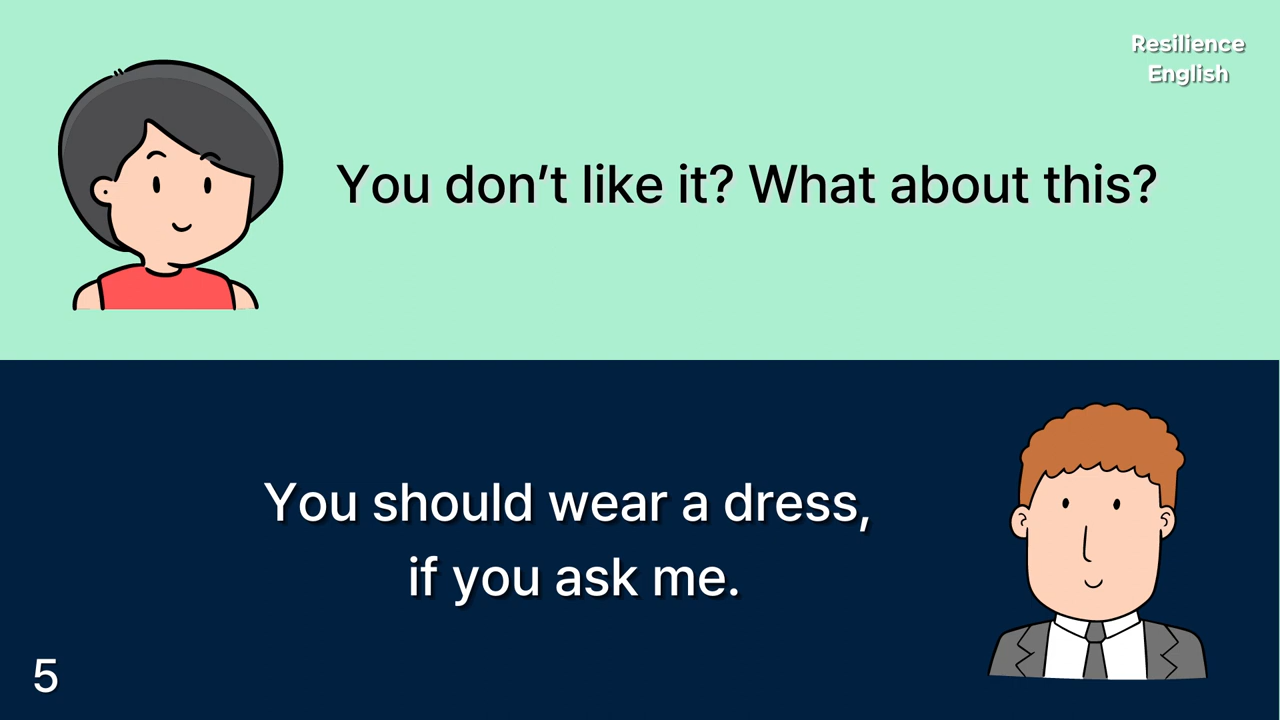 Resilience
English
You don’t like it? What about this?
You should wear a dress,
if you ask me.
5